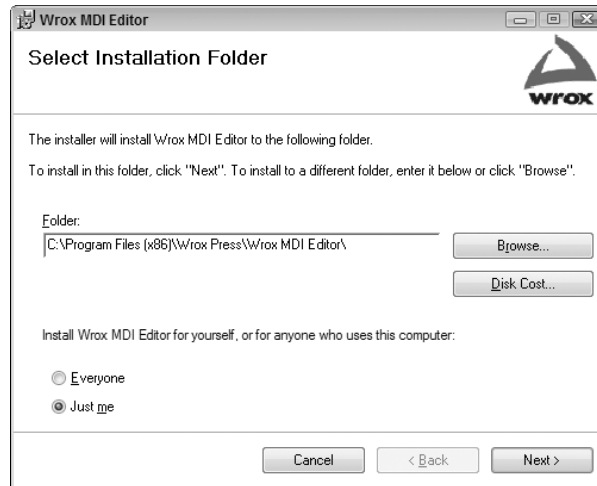 Wrox MDI Editor
Select Installation Folder
wrox
The installer will install Wrox MDI Editor to the following folder.
To install in this folder, click "Next". To install to a different folder, enter it below or click "Browse".
Folder:
C:\Program Files (x86)\Wrox Press\Wrox MDI Editor\
Browse...
Disk Cost...
Install Wrox MDI Editor for yourself, or for anyone who uses this computer:
Everyone
Just me
Cancel
< Back
Next >